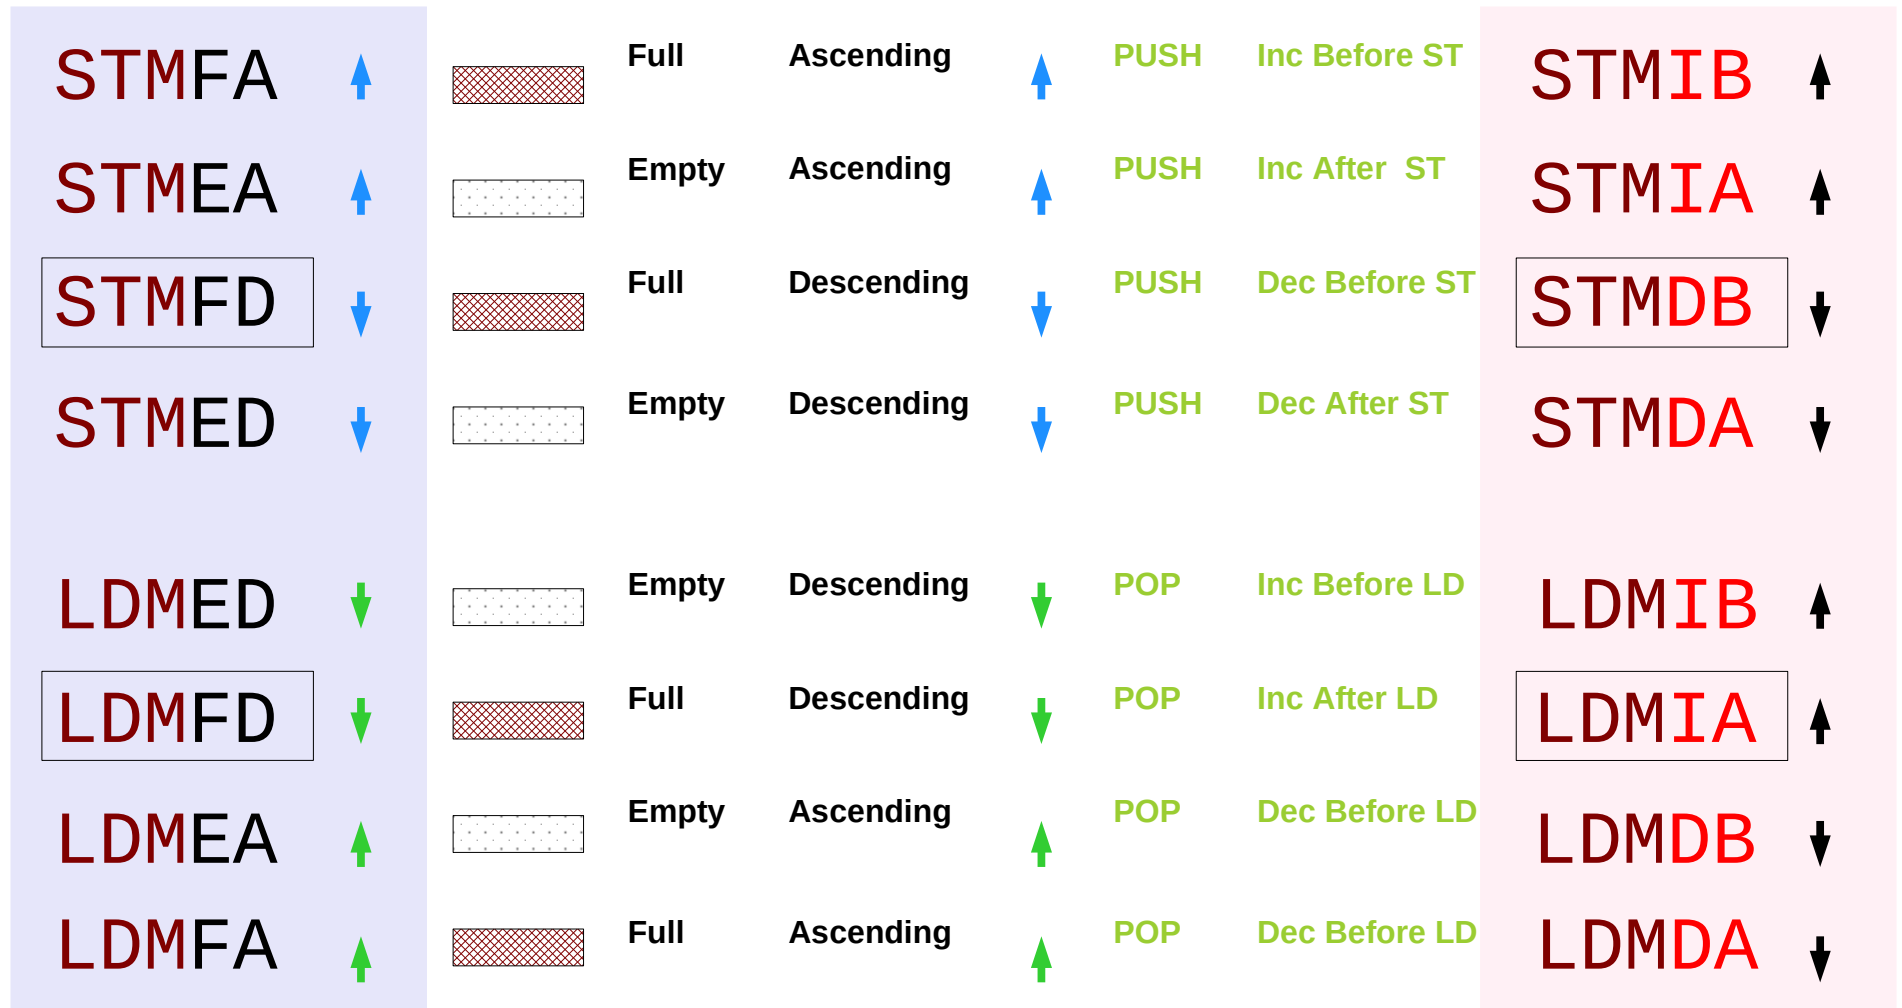 STMFA Full Ascending PUSH Inc Before ST STMIB
STMEA Empty Ascending PUSH Inc After ST STMIA
STMFD Full Descending PUSH Dec Before ST STMDB
STMED Empty Descending PUSH Dec After ST STMDA
LDMED Empty Descending POP Inc Before LD LDMIB
LDMFD Full Descending POP Inc After LD LDMIA
LDMEA Empty Ascending POP Dec Before LD LDMDB
LDMFA Full Ascending POP Dec Before LD LDMDA